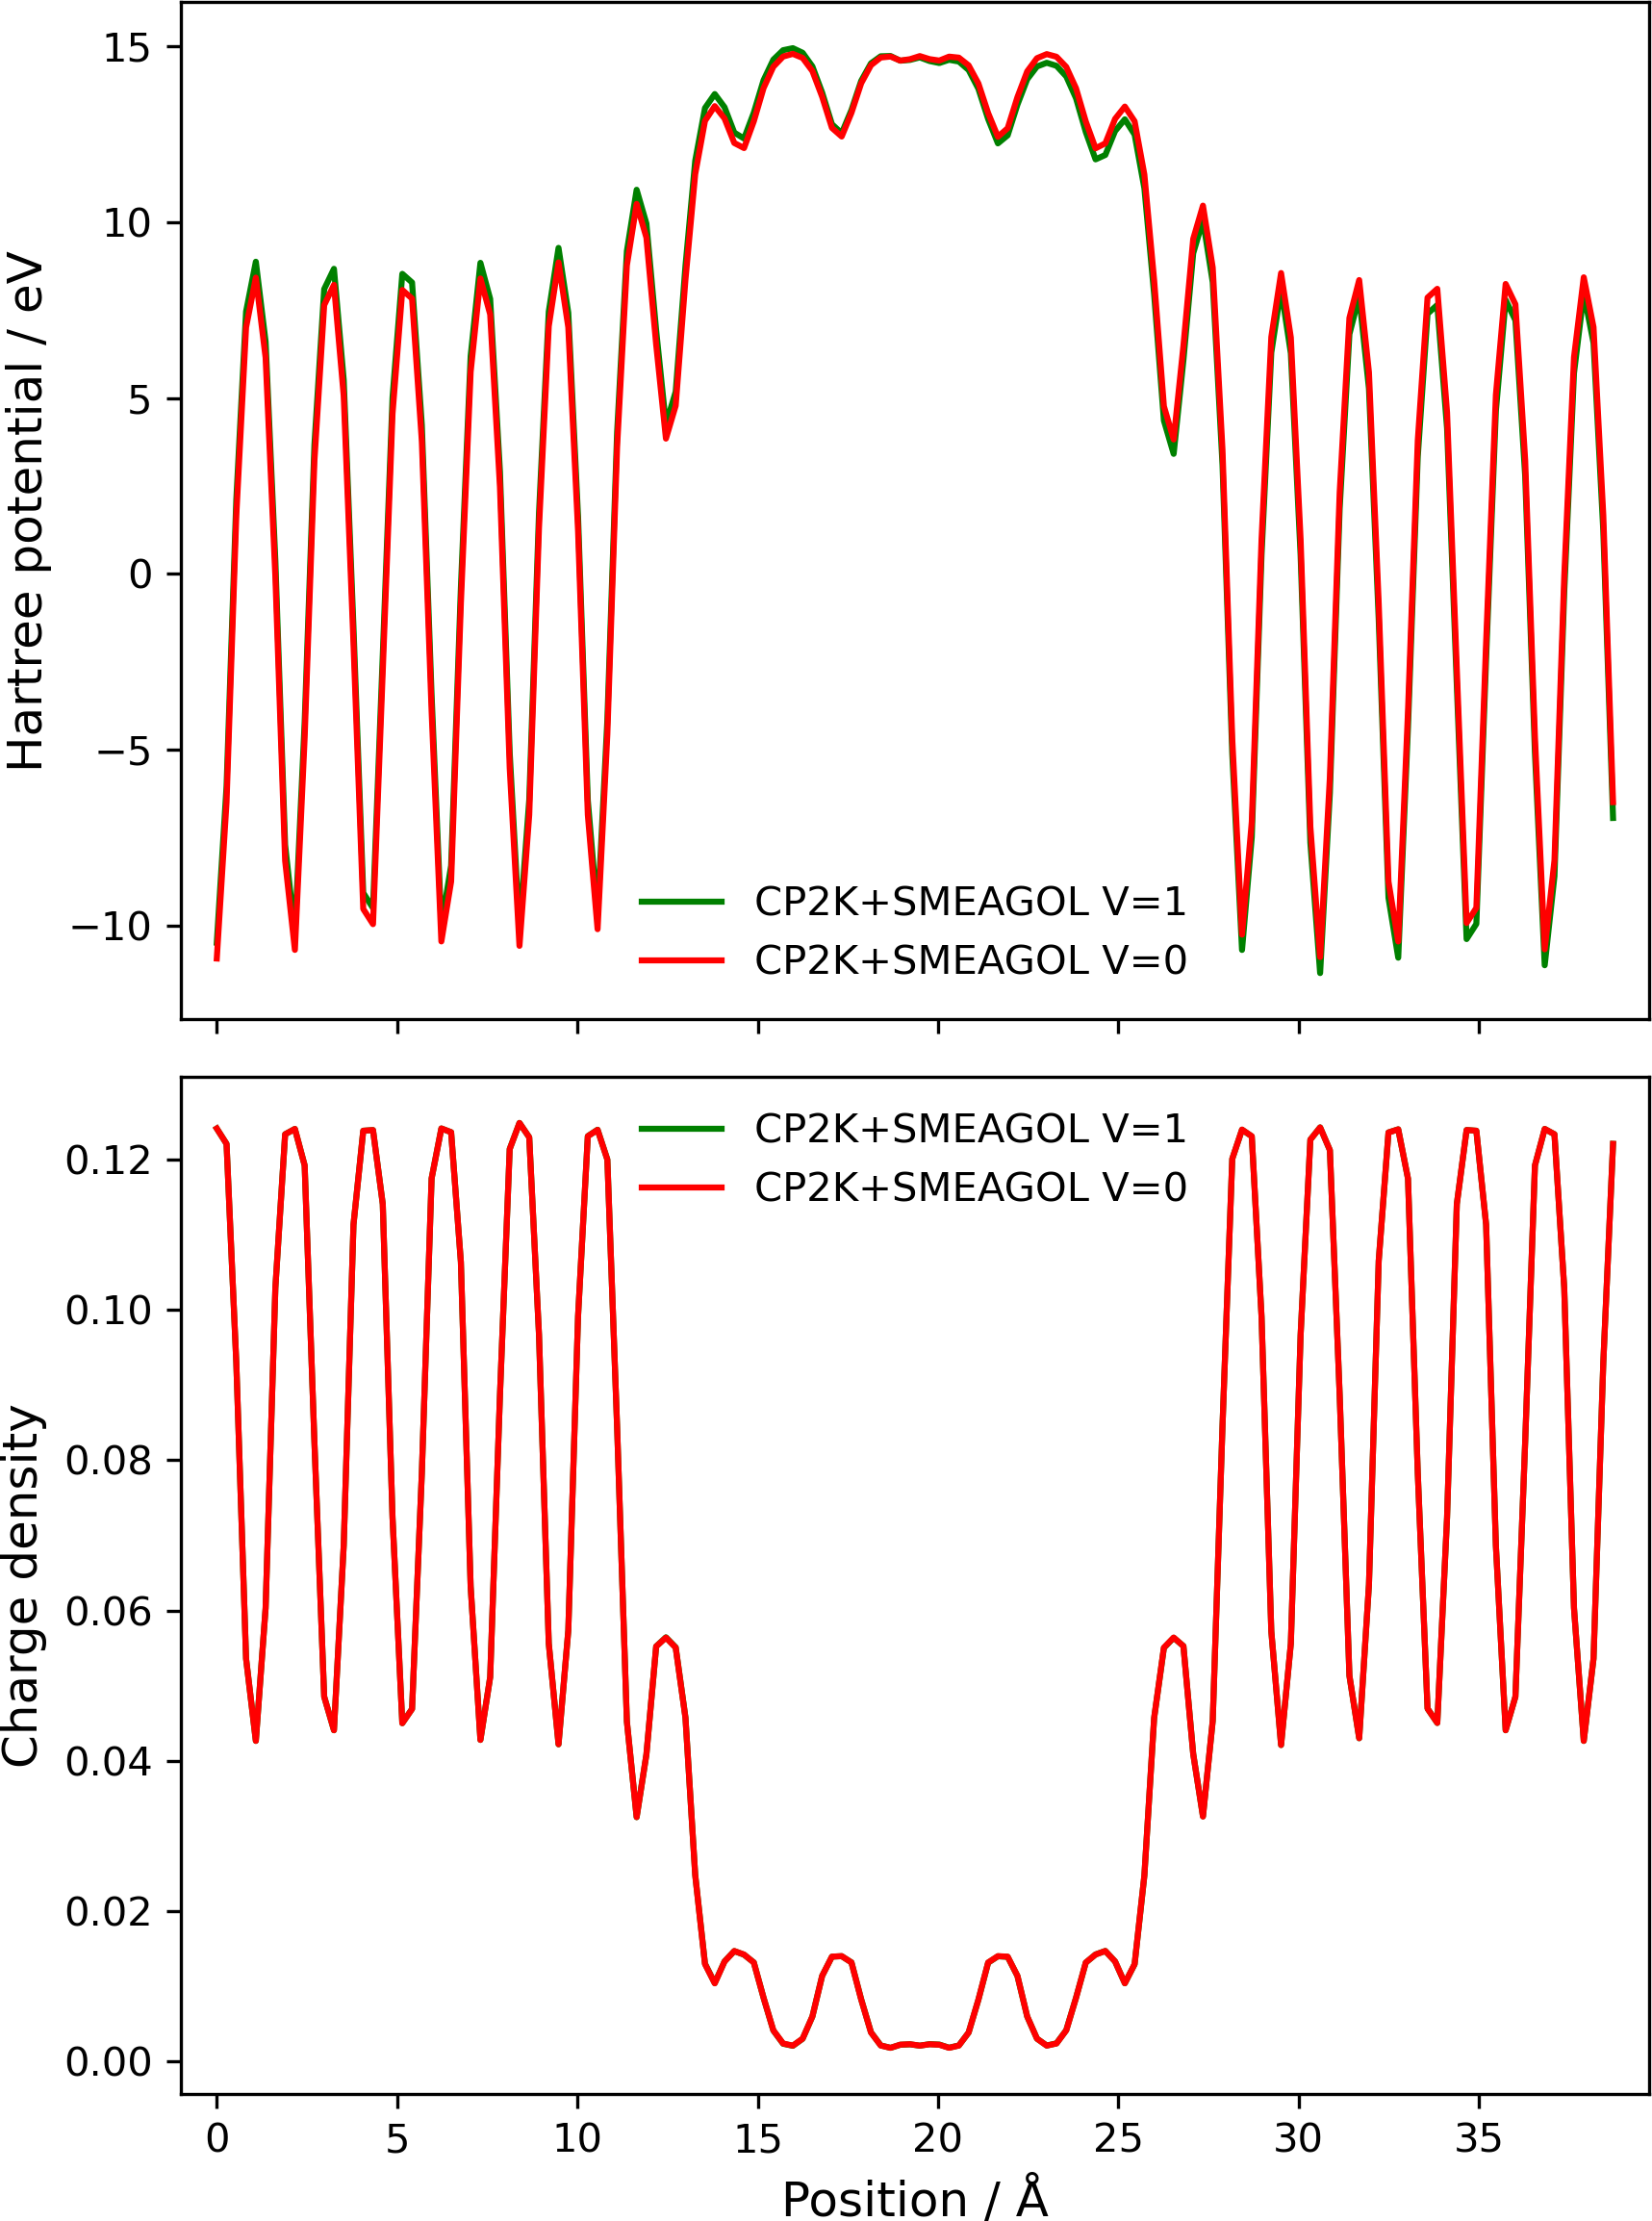 Hartree potential / eV
15
10
5
0
−5
−10
CP2K+SMEAGOL V=1
CP2K+SMEAGOL V=0
Charge density
0.12
0.10
0.08
0.06
0.04
0.02
0.00
CP2K+SMEAGOL V=1
CP2K+SMEAGOL V=0
0 5 10 15 20 25 30 35
Position / Å